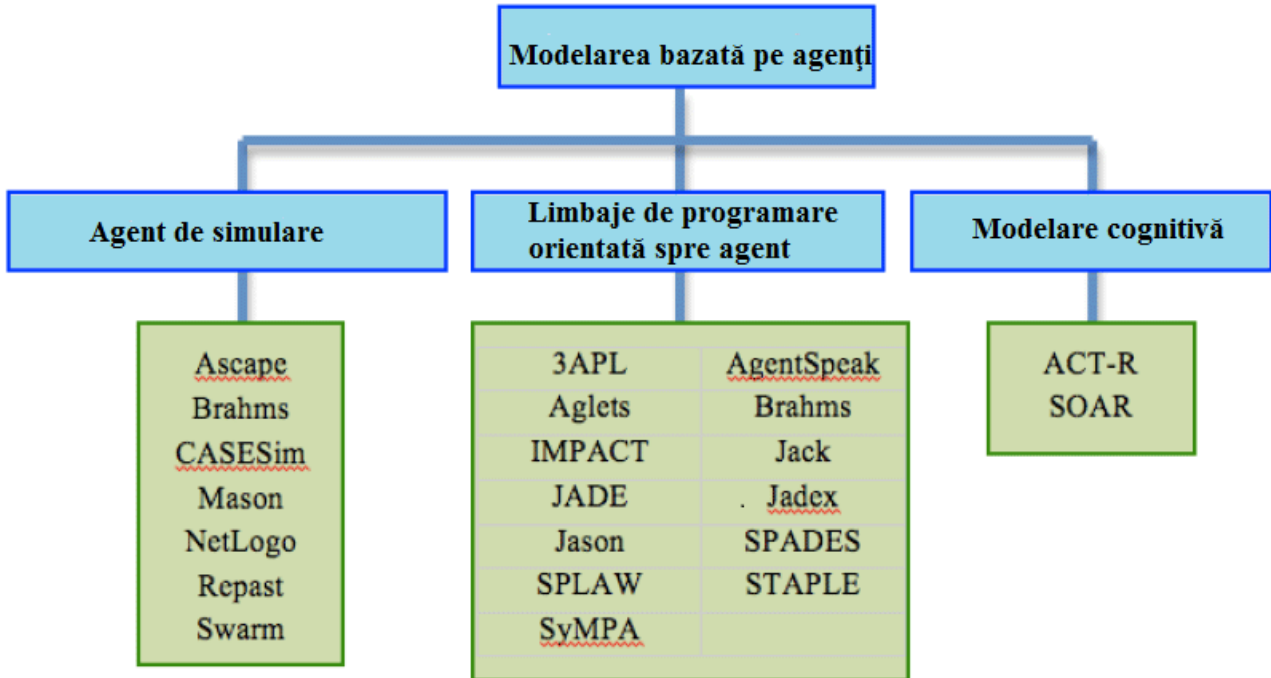 Modelarea bazată pe agenţi
Agent de simulare
Limbaje de programare
orientată spre agent
Modelare cognitivă
Ascape
Brahms
CASESim
Mason
NetLogo
Repast
Swarm
3APL AgentSpeak
Aglets Brahms
IMPACT Jack
JADE . Jadex
Jason SPADES
SPLAW STAPLE
SyMPA
ACT-R
SOAR